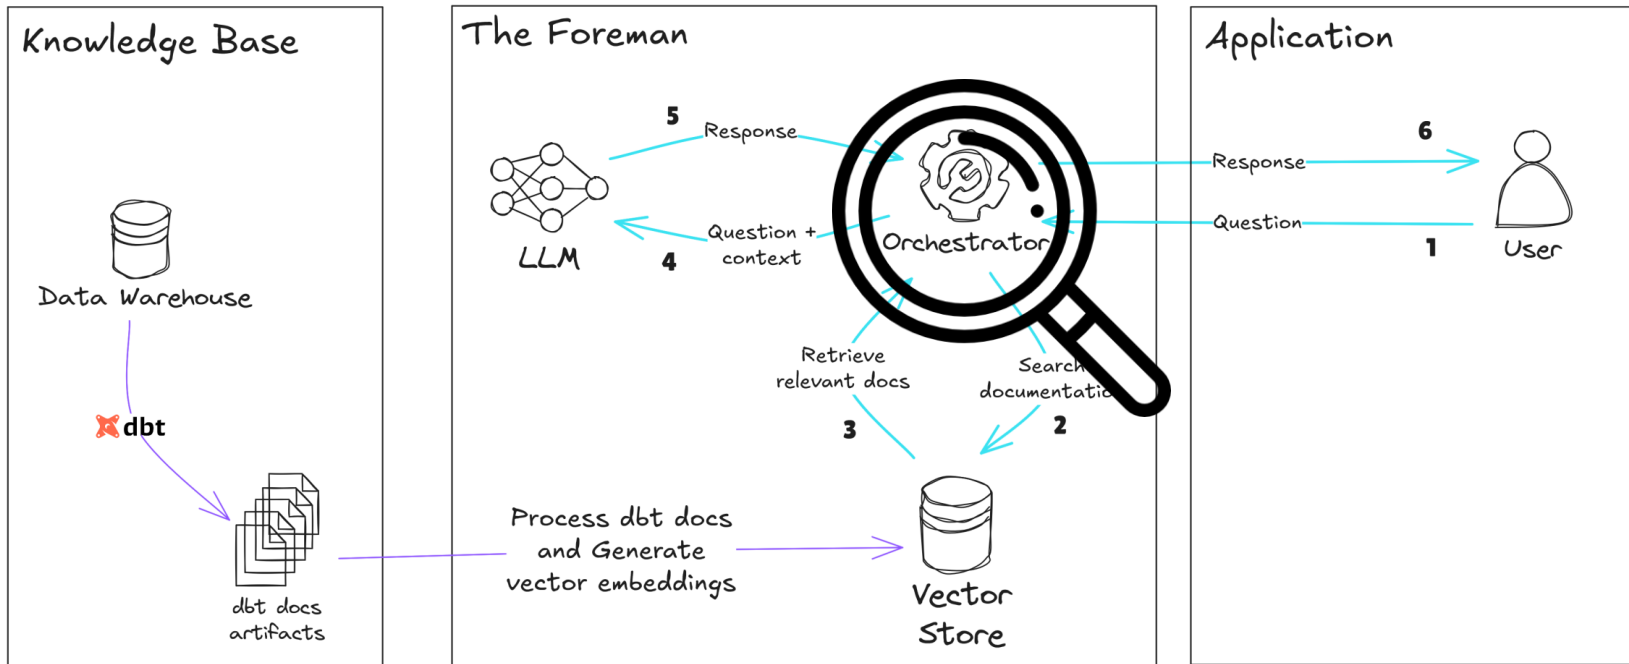 Knowledge Base
Data Warehouse
dbt
dbt docs
artifacts
The Foreman
5
Response
LLM
Question +
context
4
Orchestrator
Retrieve
relevant docs
3
Search
documentatio
2
Process dbt docs
and Generate
vector embeddings
Vector
Store
Application
6
Response
Question
1
User